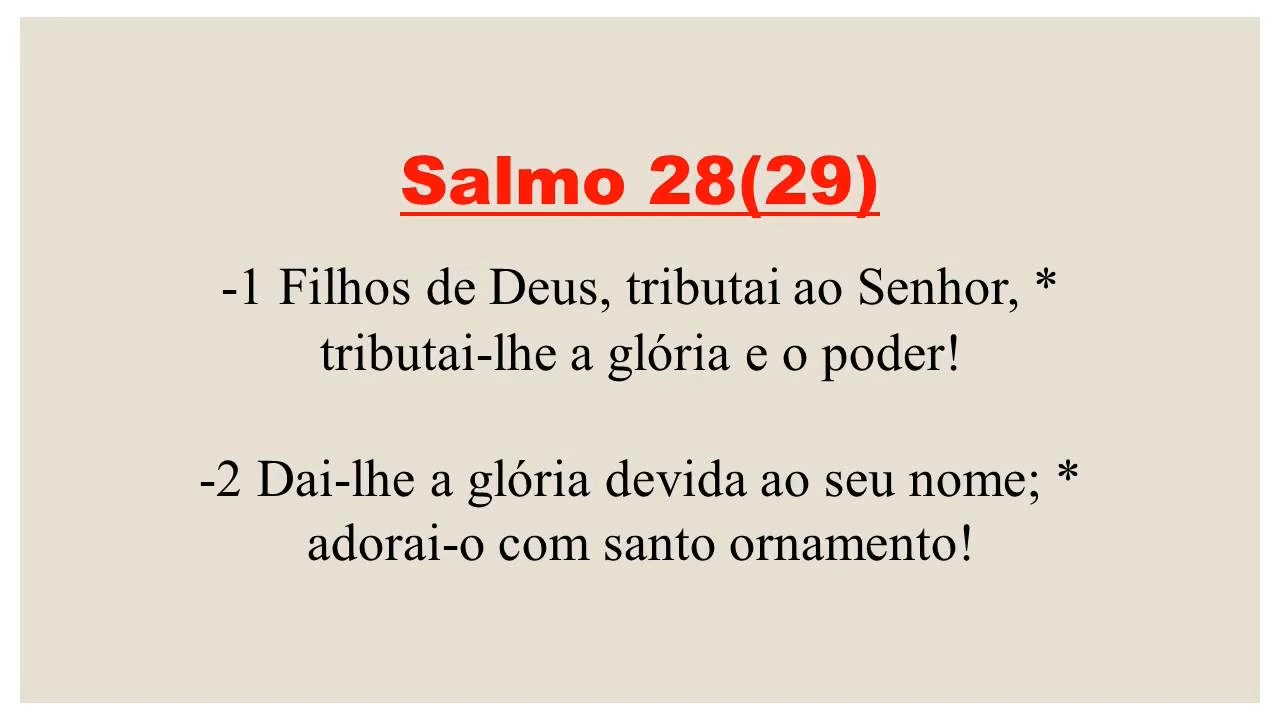 Salmo 28(29)
-1 Filhos de Deus, tributai ao Senhor, *
tributai-lhe a glória e o poder!
-2 Dai-lhe a glória devida ao seu nome; *
adorai-o com santo ornamento!